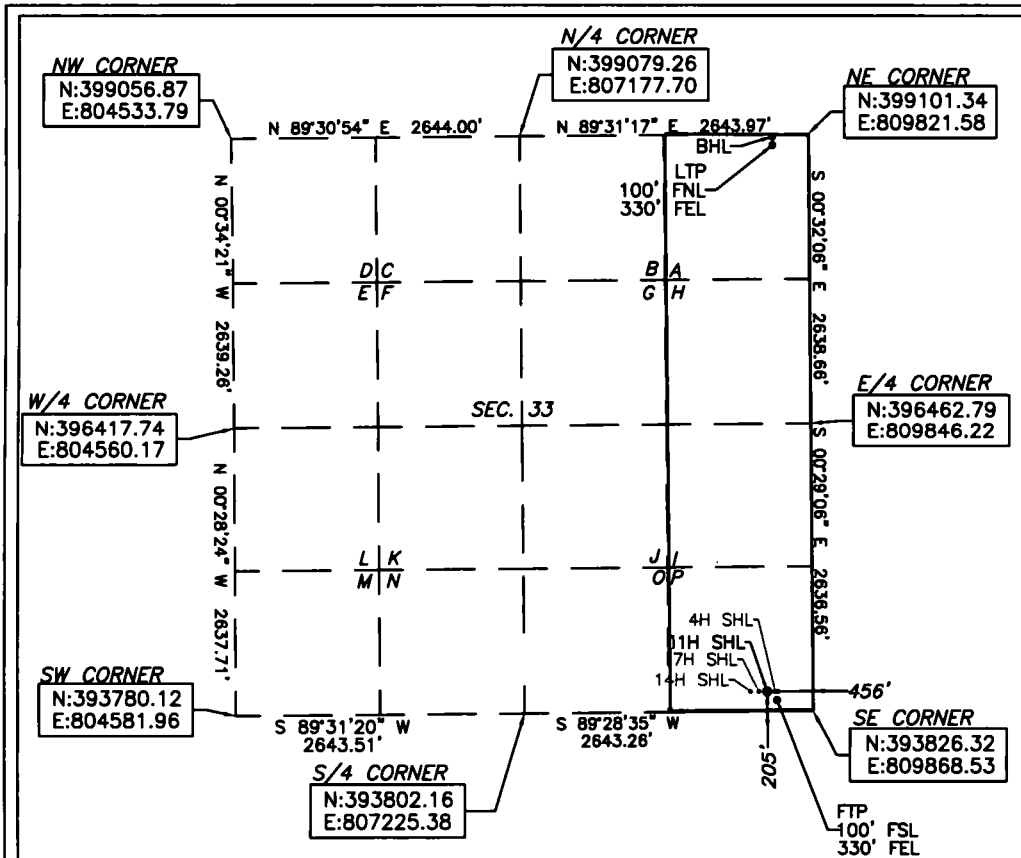 N/4 CORNER
N:399079.26
E:807177.70
NW CORNER
N:399056.87
E:804533.79
NE CORNER
N:399101.34
E:809821.58
N 89°30'54" E 2644.00'
N 89°31'17" E 2643.97'
BHL
LTP
100' FNL
330' FEL
N 00°34'21" W 2639.26'
S 00°32'06" E 2638.66'
D C
E F
B A
G H
W/4 CORNER
N:396417.74
E:804560.17
SEC. 33
E/4 CORNER
N:396462.79
E:809846.22
N 00°28'24" W 2637.71'
S 00°29'06" E 2636.56'
L K
M N
J I
O P
4H SHL
11H SHL
7H SHL
14H SHL
456'
205'
SW CORNER
N:393780.12
E:804581.96
S 89°31'20" W
2643.51'
S 89°28'35" W
2643.26'
SE CORNER
N:393826.32
E:809868.53
S/4 CORNER
N:393802.16
E:807225.38
FTP
100' FSL
330' FEL